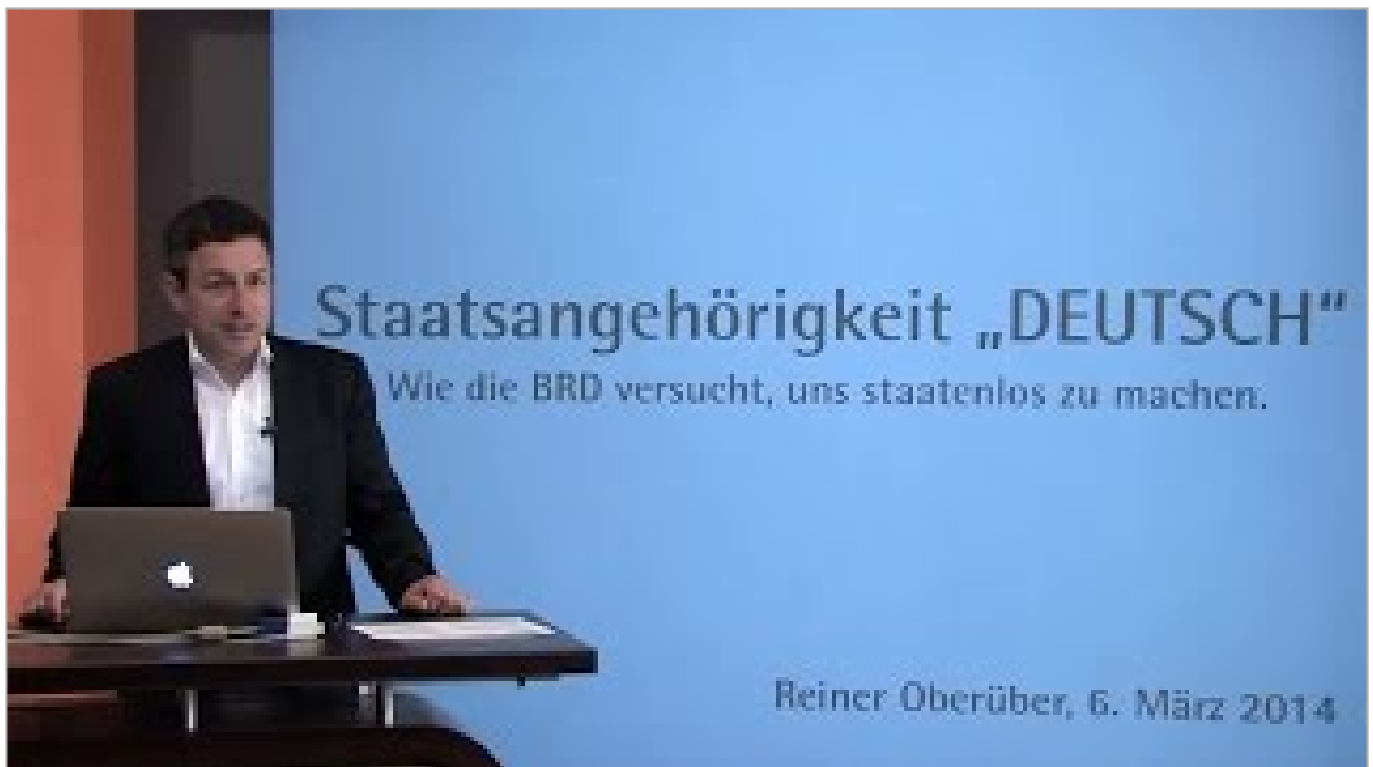 Staatsangehörigkeit „DEUTSCH“
Wie die BRD versucht, uns staatenlos zu machen.
Reiner Oberüber, 6. März 2014